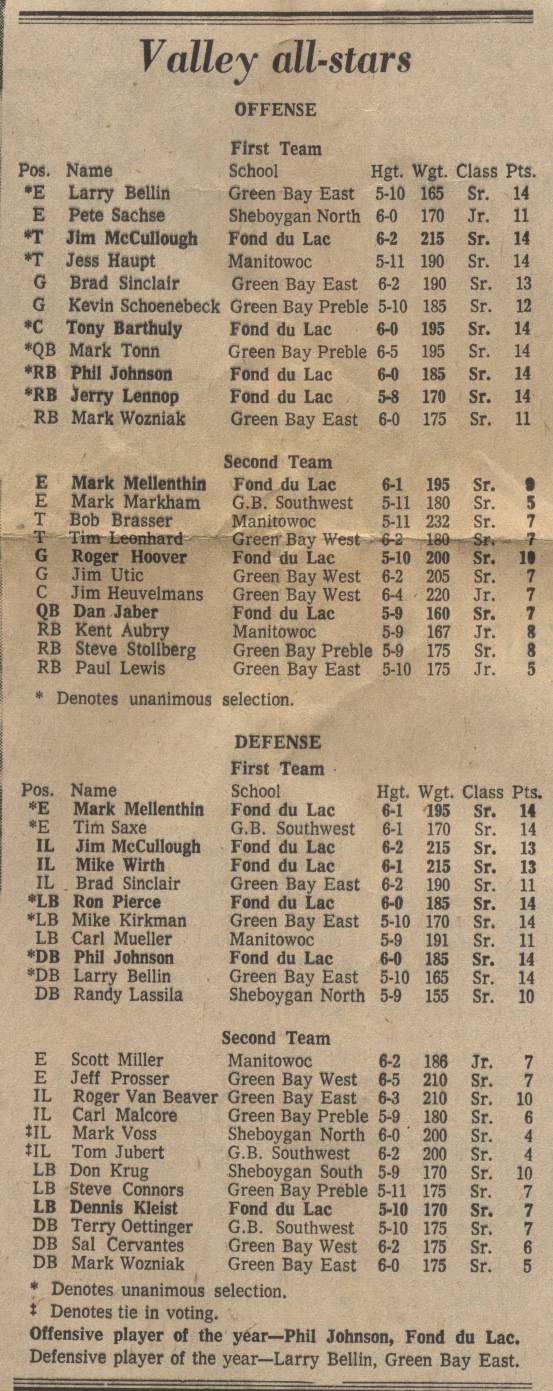 Valley all-stars
OFFENSE
First Team
Pos. Name School Hgt. Wgt. Class Pts.
*E Larry Bellin Green Bay East 5-10 165 Sr. 14
E Pete Sachse Sheboygan North 6-0 170 Jr. 11
*T Jim McCullough Fond du Lac 6-2 215 Sr. 14
*T Jess Haupt Manitowoc 5-11 190 Sr. 14
G Brad Sinclair Green Bay East 6-2 190 Sr. 13
G Kevin Schoenebeck Green Bay Preble 5-10 185 Sr. 12
*C Tony Barthuly Fond du Lac 6-0 195 Sr. 14
*QB Mark Tonn Green Bay Preble 6-5 195 Sr. 14
*RB Phil Johnson Fond du Lac 6-0 185 Sr. 14
*RB Jerry Lennop Fond du Lac 5-8 170 Sr. 14
RB Mark Wozniak Green Bay East 6-0 175 Sr. 11
Second Team
E Mark Mellenthin Fond du Lac 6-1 195 Sr. 9
E Mark Markham G.B. Southwest 5-11 180 Sr. 5
T Bob Brasser Manitowoc 5-11 232 Sr. 7
T Tim Leonhard Green Bay West 6-2 180 Sr. 7
G Roger Hoover Fond du Lac 5-10 200 Sr. 10
G Jim Utic Green Bay West 6-2 205 Sr. 7
C Jim Heuvelmans Green Bay West 6-4 220 Jr. 7
QB Dan Jaber Fond du Lac 5-9 160 Sr. 7
RB Kent Aubry Manitowoc 5-9 167 Jr. 8
RB Steve Stollberg Green Bay Preble 5-9 175 Sr. 8
RB Paul Lewis Green Bay East 5-10 175 Jr. 5
* Denotes unanimous selection.
DEFENSE
First Team
Pos. Name School Hgt. Wgt. Class Pts.
*E Mark Mellenthin Fond du Lac 6-1 195 Sr. 14
*E Tim Saxe G.B. Southwest 6-1 170 Sr. 14
IL Jim McCullough Fond du Lac 6-2 215 Sr. 13
IL Mike Wirth Fond du Lac 6-1 215 Sr. 13
IL Brad Sinclair Green Bay East 6-2 190 Sr. 11
*LB Ron Pierce Fond du Lac 6-0 185 Sr. 14
*LB Mike Kirkman Green Bay East 5-10 170 Sr. 14
LB Carl Mueller Manitowoc 5-9 191 Sr. 11
*DB Phil Johnson Fond du Lac 6-0 185 Sr. 14
*DB Larry Bellin Green Bay East 5-10 165 Sr. 14
DB Randy Lassila Sheboygan North 5-9 155 Sr. 10
Second Team
E Scott Miller Manitowoc 6-2 186 Jr. 7
E Jeff Prosser Green Bay West 6-5 210 Sr. 7
IL Roger Van Beaver Green Bay East 6-3 210 Sr. 10
IL Carl Malcore Green Bay Preble 5-9 180 Sr. 6
‡IL Mark Voss Sheboygan North 6-0 200 Sr. 4
‡IL Tom Jubert G.B. Southwest 6-2 200 Sr. 4
LB Don Krug Sheboygan South 5-9 170 Sr. 10
LB Steve Connors Green Bay Preble 5-11 175 Sr. 7
LB Dennis Kleist Fond du Lac 5-10 170 Sr. 7
DB Terry Oettinger G.B. Southwest 5-10 175 Sr. 7
DB Sal Cervantes Green Bay West 6-2 175 Sr. 6
DB Mark Wozniak Green Bay East 6-0 175 Sr. 5
* Denotes unanimous selection.
‡ Denotes tie in voting.
Offensive player of the year—Phil Johnson, Fond du Lac.
Defensive player of the year—Larry Bellin, Green Bay East.